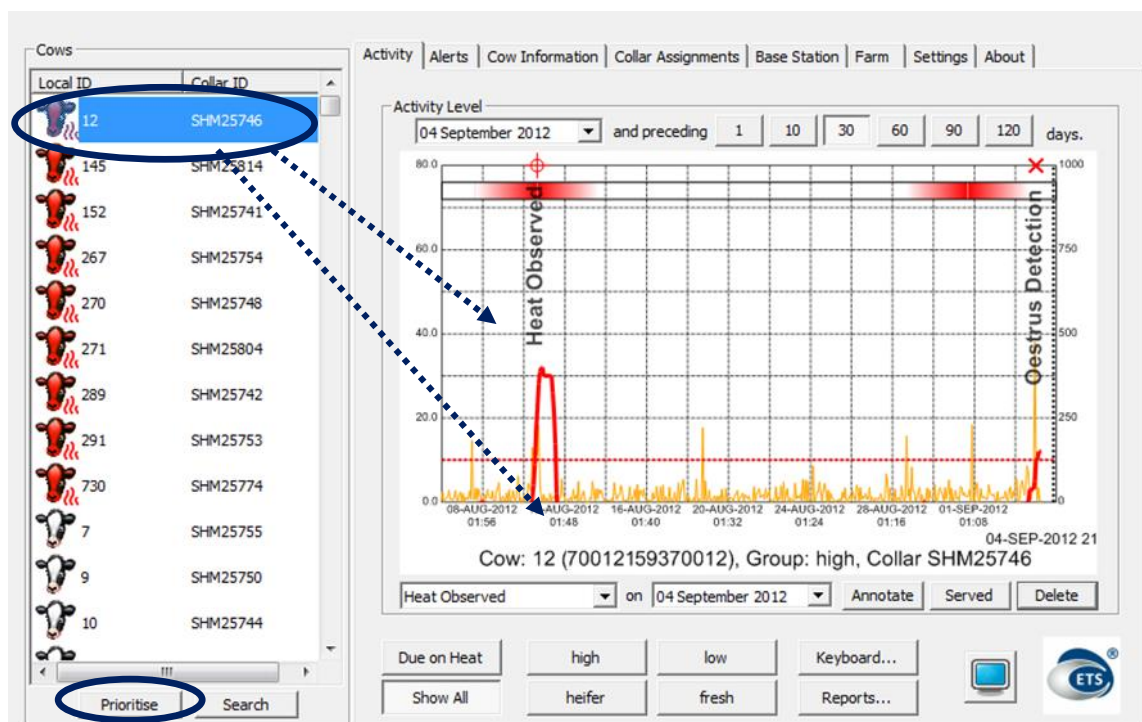 Cows
Local ID Collar ID
12 SHM25746
145 SHM25814
152 SHM25741
267 SHM25754
270 SHM25748
271 SHM25804
289 SHM25742
291 SHM25753
730 SHM25774
7 SHM25755
9 SHM25750
10 SHM25744
Prioritise Search
Activity Alerts Cow Information Collar Assignments Base Station Farm Settings About
Activity Level
04 September 2012 and preceding 1 10 30 60 90 120 days.
80.0 1000
60.0 750
40.0 500
20.0 250
0.0 0
Heat Observed
Oestrus Detection
08-AUG-2012 -AUG-2012 16-AUG-2012 20-AUG-2012 24-AUG-2012 28-AUG-2012 01-SEP-2012
01:56 01:48 01:40 01:32 01:24 01:16 01:08
04-SEP-2012 21
Cow: 12 (70012159370012), Group: high, Collar SHM25746
Heat Observed on 04 September 2012 Annotate Served Delete
Due on Heat high low Keyboard...
Show All heifer fresh Reports...
ETS®